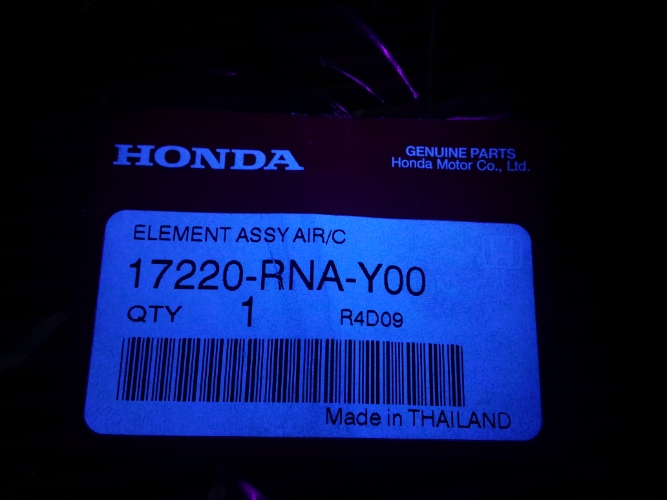 HONDA
GENUINE PARTS
Honda Motor Co., Ltd.
ELEMENT ASSY AIR/C
17220-RNA-Y00
QTY 1 R4D09
Made in THAILAND